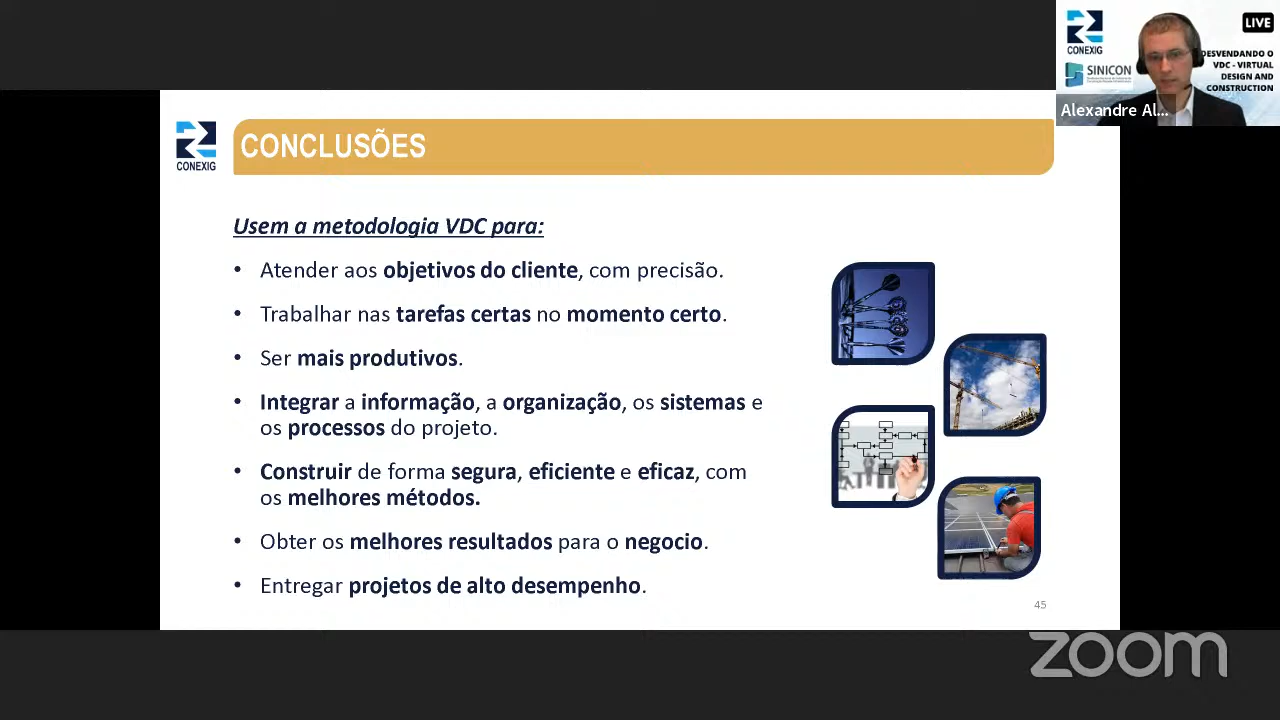 LIVE
CONEXIG
SINICON
DESVENDANDO O
VDC - VIRTUAL
DESIGN AND
CONSTRUCTION
Alexandre Al...
CONEXIG
CONCLUSÕES
Usem a metodologia VDC para:
• Atender aos objetivos do cliente, com precisão.
• Trabalhar nas tarefas certas no momento certo.
• Ser mais produtivos.
• Integrar a informação, a organização, os sistemas e
os processos do projeto.
• Construir de forma segura, eficiente e eficaz, com
os melhores métodos.
• Obter os melhores resultados para o negocio.
• Entregar projetos de alto desempenho.
45
zoom